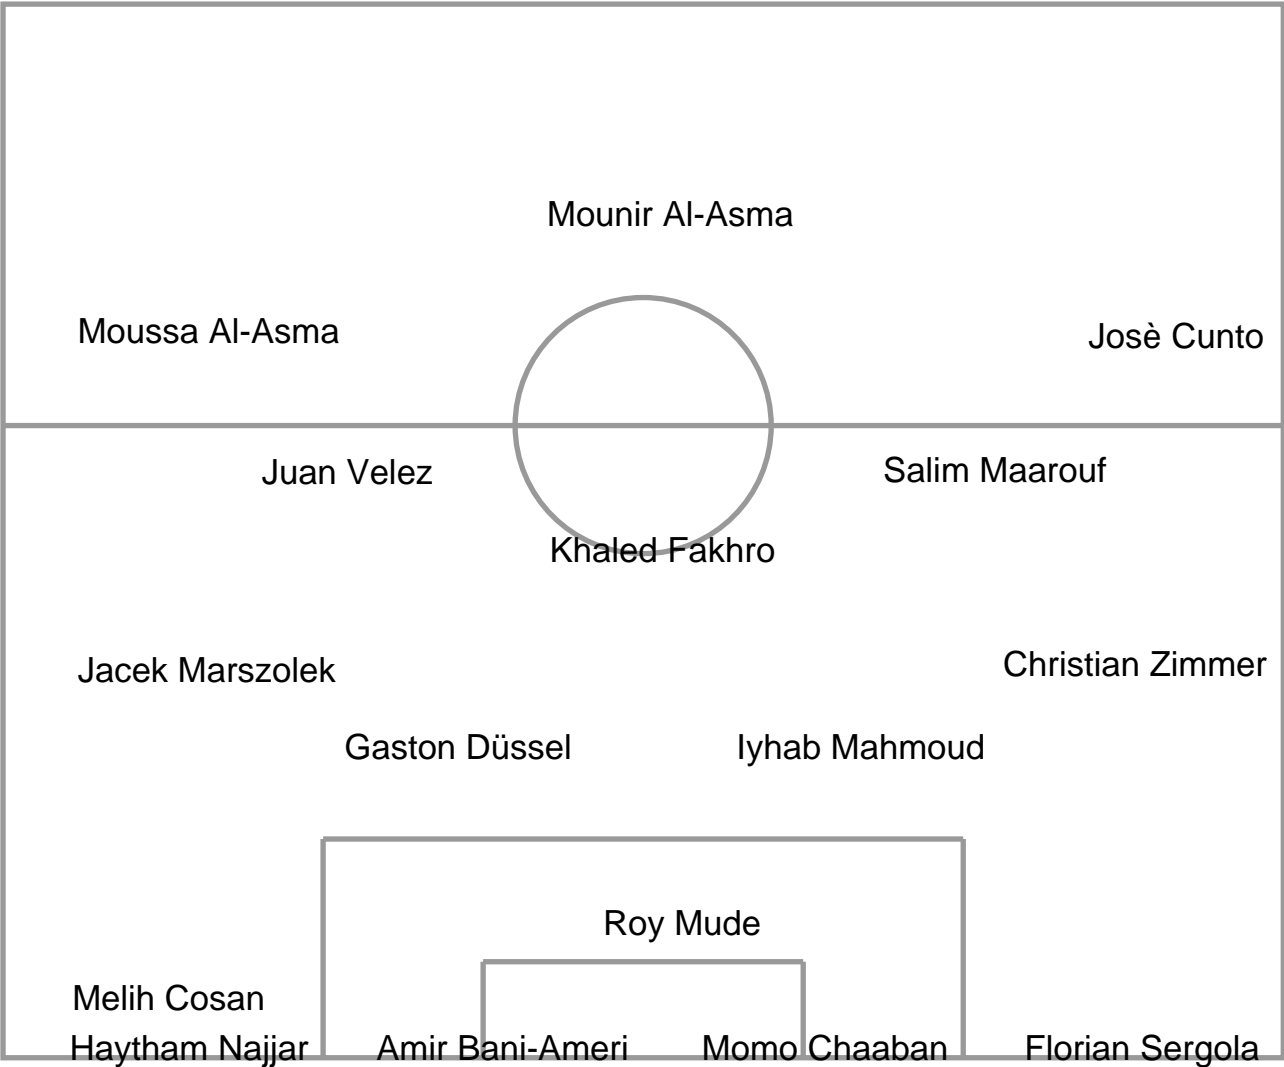 Mounir Al-Asma
Moussa Al-Asma
Josè Cunto
Juan Velez
Salim Maarouf
Khaled Fakhro
Jacek Marszolek
Christian Zimmer
Gaston Düssel
Iyhab Mahmoud
Roy Mude
Melih Cosan
Haytham Najjar
Amir Bani-Ameri
Momo Chaaban
Florian Sergola